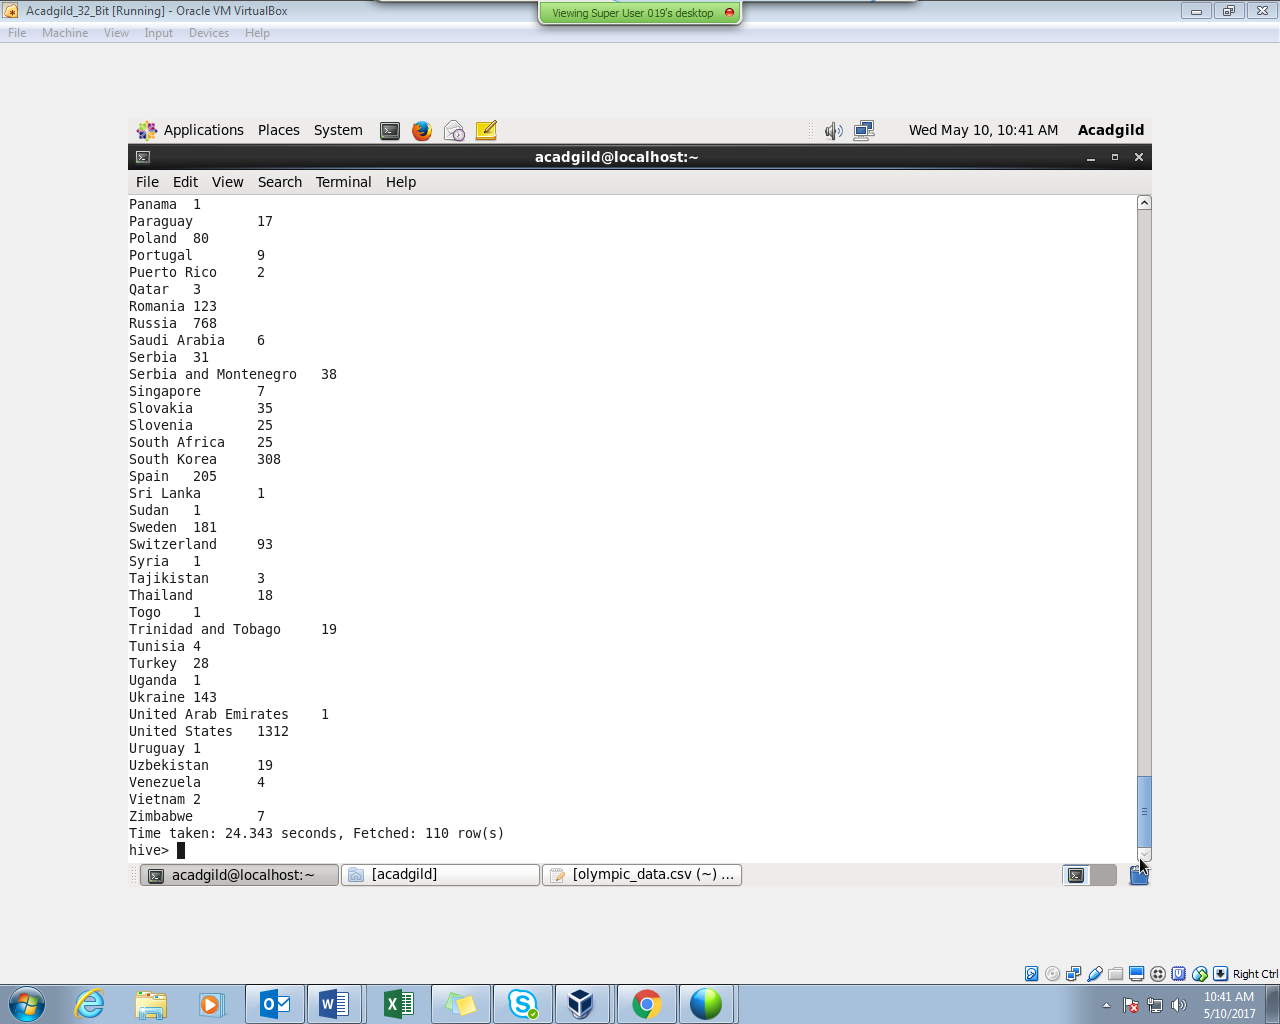 Acadgild_32_Bit [Running] - Oracle VM VirtualBox
Viewing Super User 019's desktop
File Machine View Input Devices Help
Applications Places System
Wed May 10, 10:41 AM Acadgild
acadgild@localhost:~
File Edit View Search Terminal Help
Panama 1
Paraguay 17
Poland 80
Portugal 9
Puerto Rico 2
Qatar 3
Romania 123
Russia 768
Saudi Arabia 6
Serbia 31
Serbia and Montenegro 38
Singapore 7
Slovakia 35
Slovenia 25
South Africa 25
South Korea 308
Spain 205
Sri Lanka 1
Sudan 1
Sweden 181
Switzerland 93
Syria 1
Tajikistan 3
Thailand 18
Togo 1
Trinidad and Tobago 19
Tunisia 4
Turkey 28
Uganda 1
Ukraine 143
United Arab Emirates 1
United States 1312
Uruguay 1
Uzbekistan 19
Venezuela 4
Vietnam 2
Zimbabwe 7
Time taken: 24.343 seconds, Fetched: 110 row(s)
hive>
acadgild@localhost:~ [acadgild] [olympic_data.csv (~) ...
Right Ctrl
10:41 AM
5/10/2017